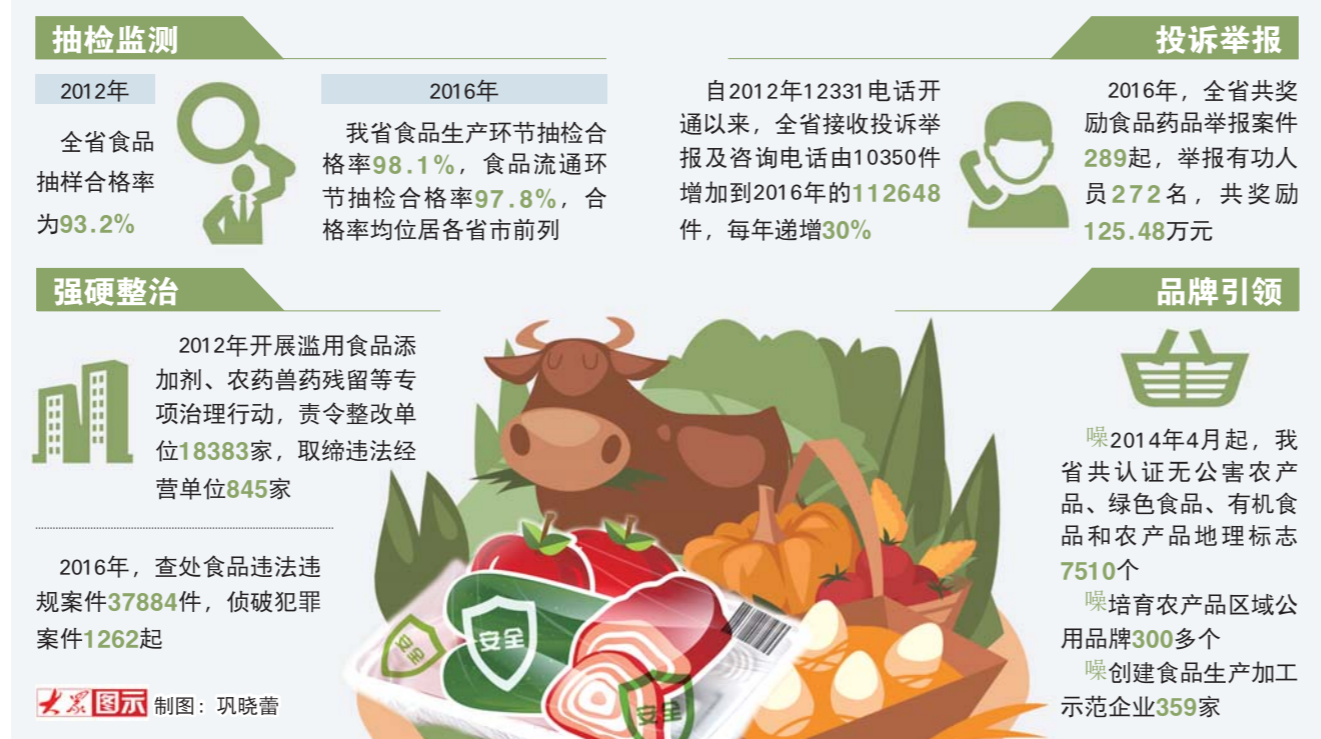 抽检监测
2012年
全省食品
抽样合格率
为93.2%
2016年
我省食品生产环节抽检合
格率98.1%，食品流通环
节抽检合格率97.8%，合
格率均位居各省市前列
投诉举报
自2012年12331电话开
通以来，全省接收投诉举
报及咨询电话由10350件
增加到2016年的112648
件，每年递增30%
2016年，全省共奖
励食品药品举报案件
289起，举报有功人
员272名，共奖励
125.48万元
强硬整治
2012年开展滥用食品添
加剂、农药兽药残留等专
项治理行动，责令整改单
位18383家，取缔违法经
营单位845家
2016年，查处食品违法违
规案件37884件，侦破犯罪
案件1262起
品牌引领
噪2014年4月起，我
省共认证无公害农产
品、绿色食品、有机食
品和农产品地理标志
7510个
噪培育农产品区域公
用品牌300多个
噪创建食品生产加工
示范企业359家
安全
安全
安全
大众图示 制图：巩晓蕾